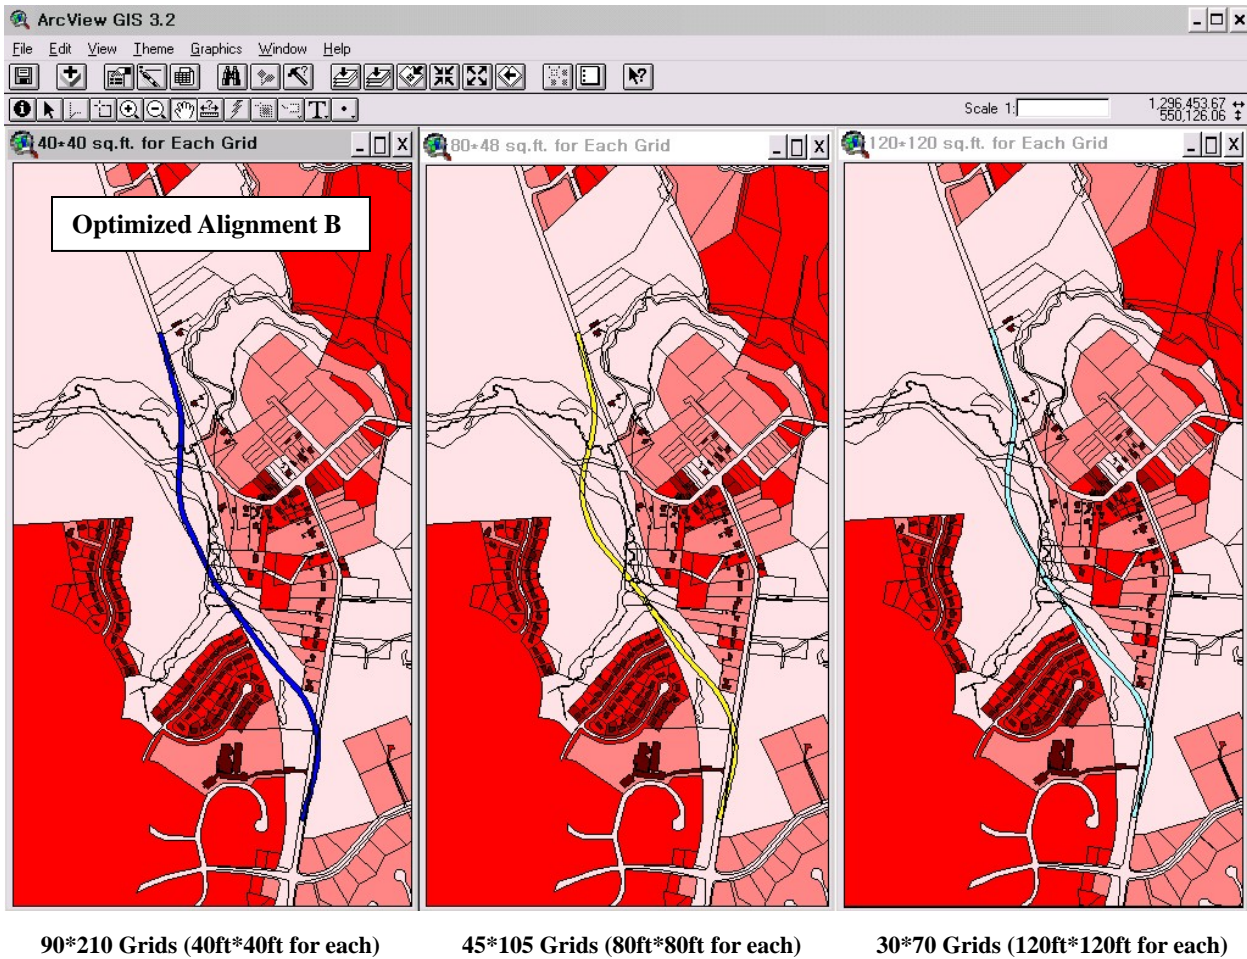 ArcView GIS 3.2
File Edit View Theme Graphics Window Help
Scale 1:
1,296,453.67
550,126.06
40*40 sq.ft. for Each Grid
80*48 sq.ft. for Each Grid
120*120 sq.ft. for Each Grid
Optimized Alignment B
90*210 Grids (40ft*40ft for each)
45*105 Grids (80ft*80ft for each)
30*70 Grids (120ft*120ft for each)